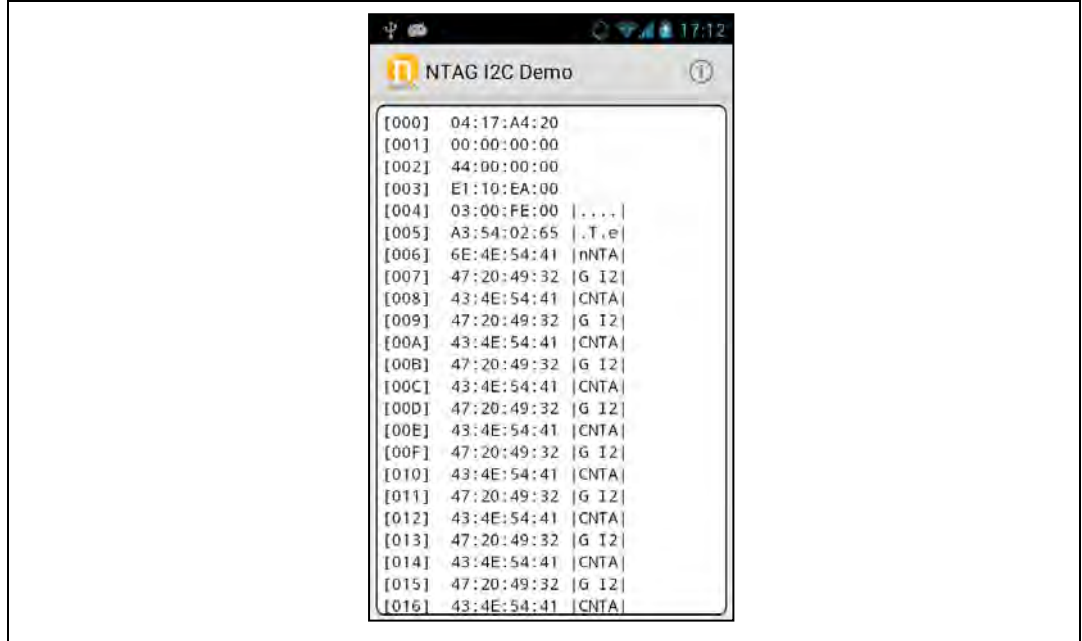 17:12
NTAG I2C Demo
[000] 04:17:A4:20
[001] 00:00:00:00
[002] 44:00:00:00
[003] E1:10:EA:00
[004] 03:00:FE:00 |....|
[005] A3:54:02:65 |.T.e|
[006] 6E:4E:54:41 |nNTA|
[007] 47:20:49:32 |G I2|
[008] 43:4E:54:41 |CNTA|
[009] 47:20:49:32 |G I2|
[00A] 43:4E:54:41 |CNTA|
[00B] 47:20:49:32 |G I2|
[00C] 43:4E:54:41 |CNTA|
[00D] 47:20:49:32 |G I2|
[00E] 43:4E:54:41 |CNTA|
[00F] 47:20:49:32 |G I2|
[010] 43:4E:54:41 |CNTA|
[011] 47:20:49:32 |G I2|
[012] 43:4E:54:41 |CNTA|
[013] 47:20:49:32 |G I2|
[014] 43:4E:54:41 |CNTA|
[015] 47:20:49:32 |G I2|
[016] 43:4E:54:41 |CNTA|